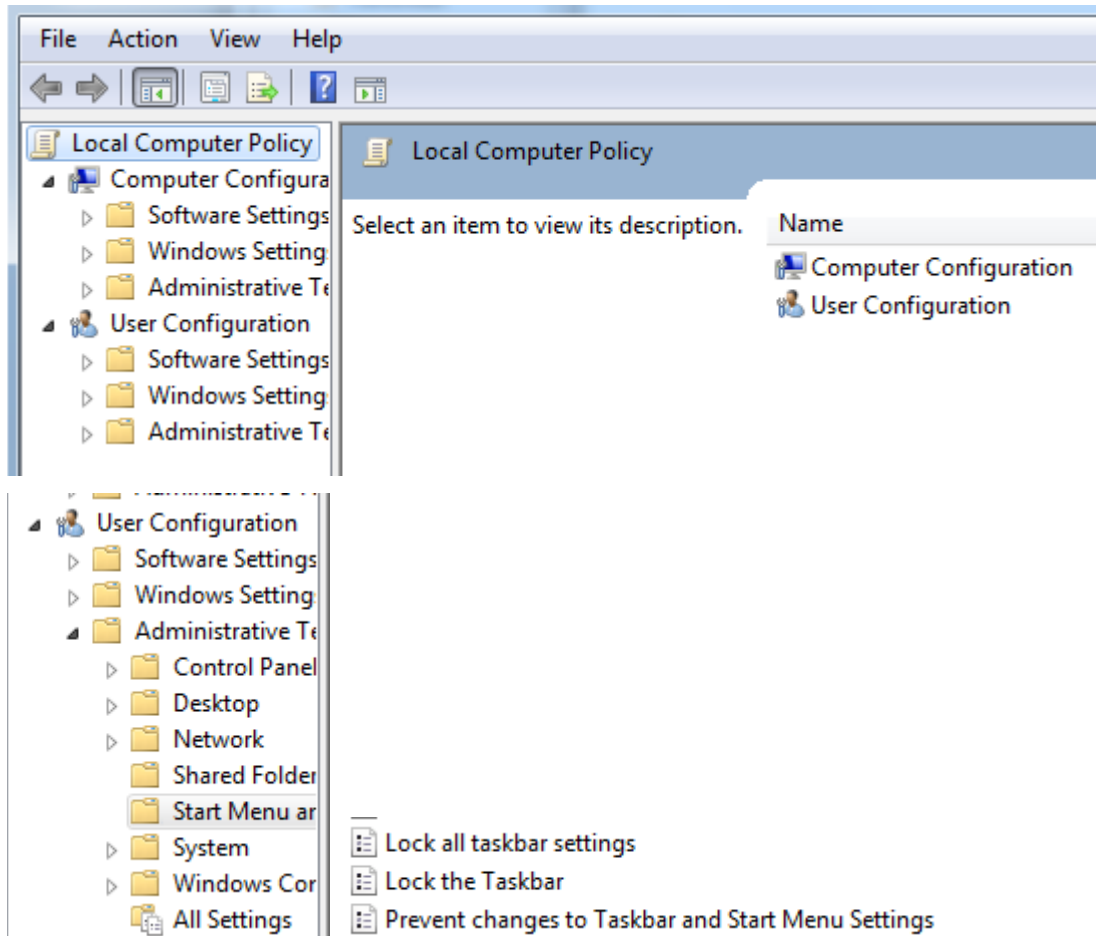 File Action View Help
Local Computer Policy
Computer Configura
Software Settings
Windows Setting
Administrative Te
User Configuration
Software Settings
Windows Setting
Administrative Te
Local Computer Policy
Select an item to view its description.
Name
Computer Configuration
User Configuration
User Configuration
Software Settings
Windows Setting
Administrative Te
Control Panel
Desktop
Network
Shared Folder
Start Menu an
System
Windows Cor
All Settings
Lock all taskbar settings
Lock the Taskbar
Prevent changes to Taskbar and Start Menu Settings